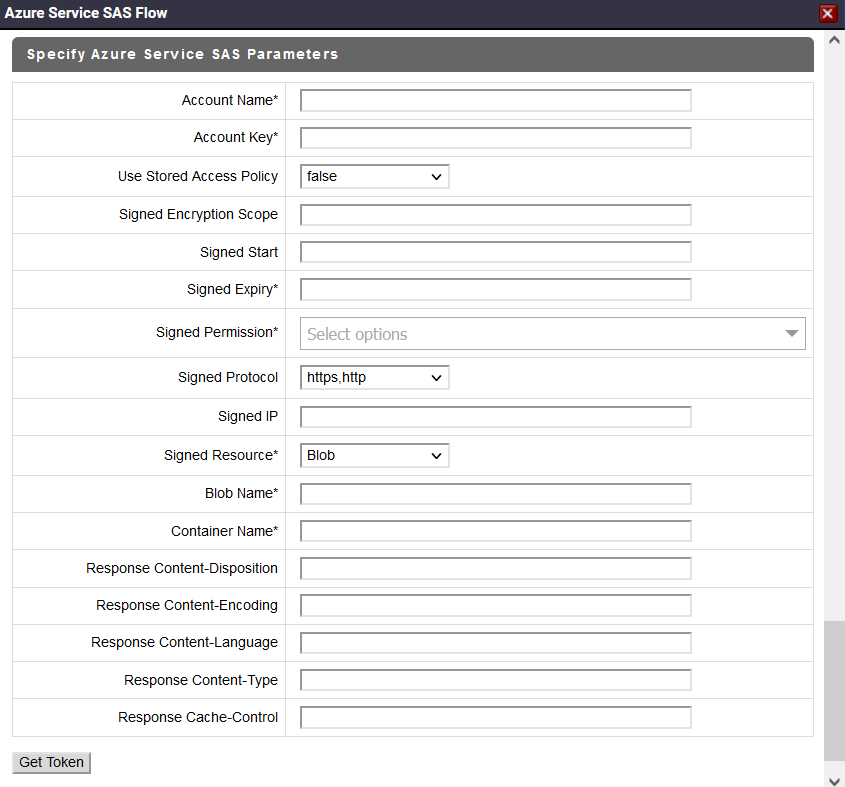 Azure Service SAS Flow
Specify Azure Service SAS Parameters
Account Name*
Account Key*
Use Stored Access Policy false
Signed Encryption Scope
Signed Start
Signed Expiry*
Signed Permission* Select options
Signed Protocol https,http
Signed IP
Signed Resource* Blob
Blob Name*
Container Name*
Response Content-Disposition
Response Content-Encoding
Response Content-Language
Response Content-Type
Response Cache-Control
Get Token